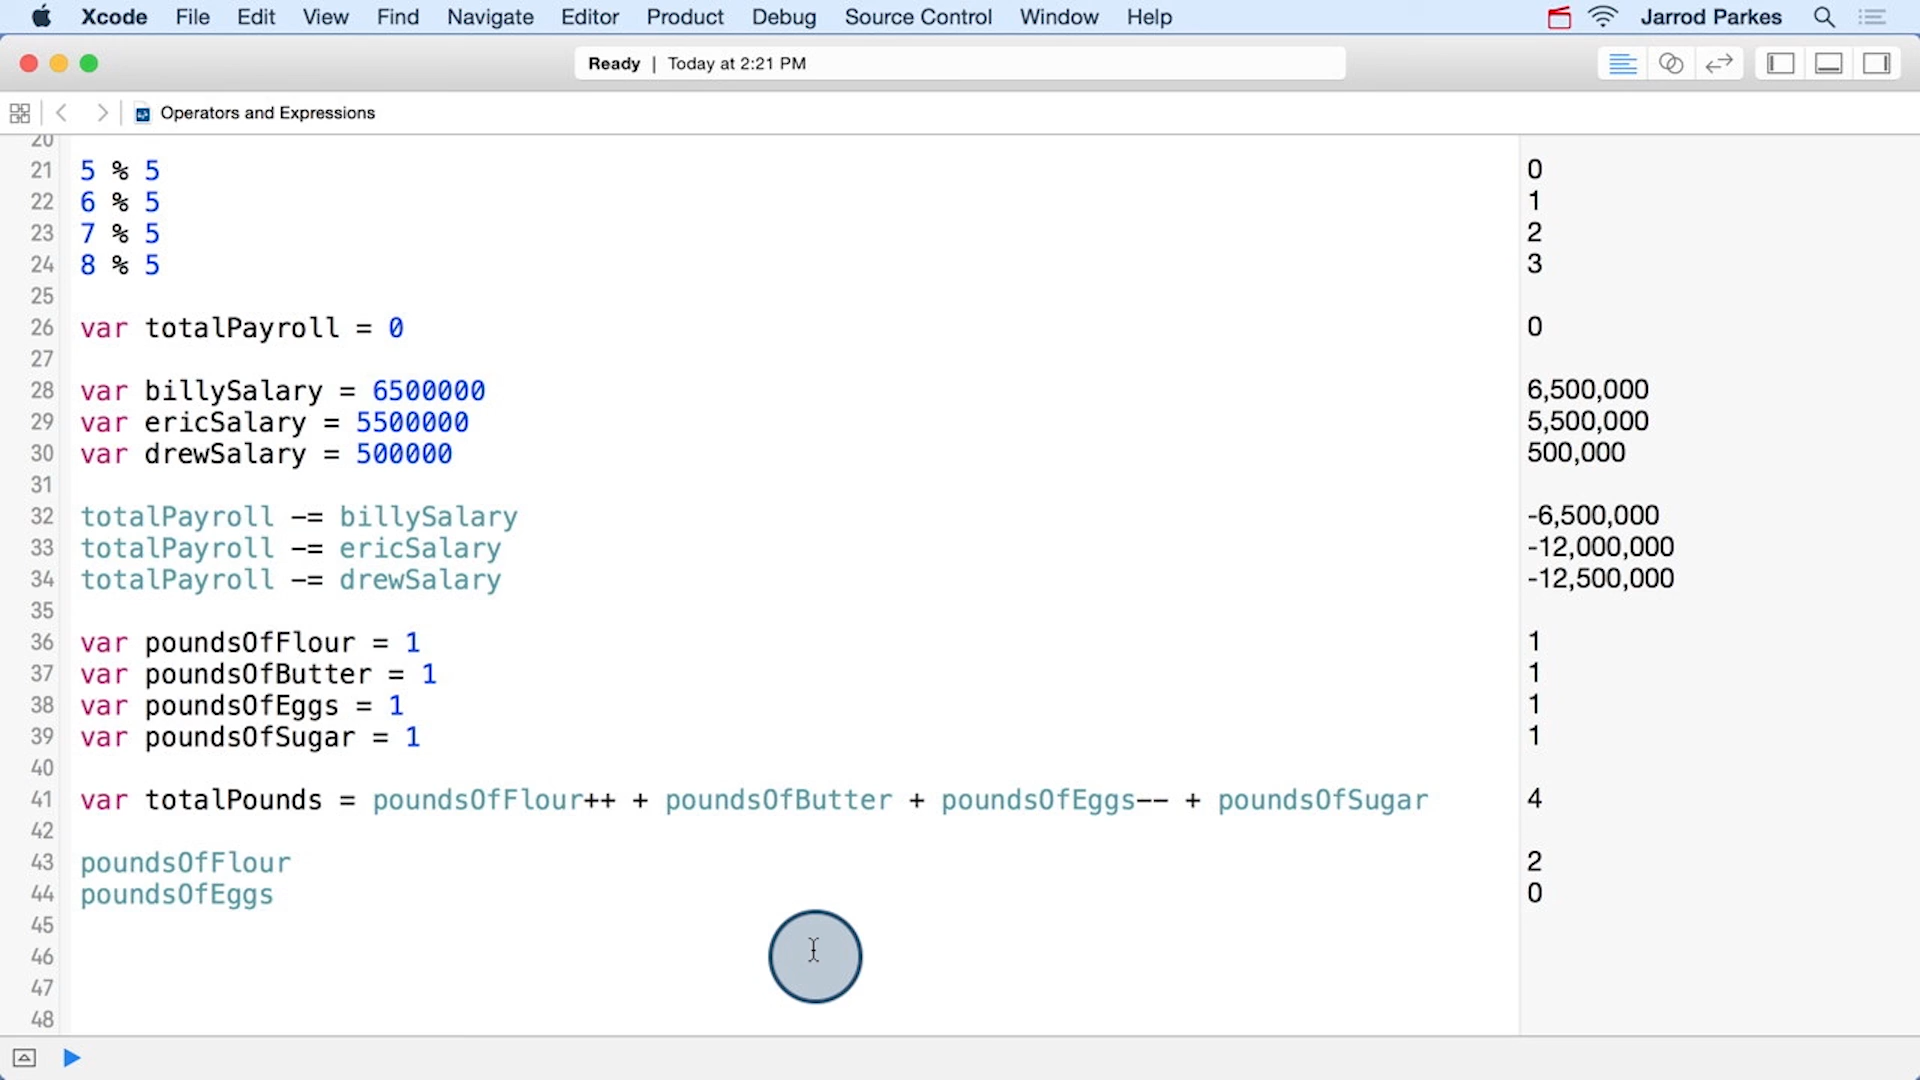 Xcode File Edit View Find Navigate Editor Product Debug Source Control Window Help Jarrod Parkes
Ready | Today at 2:21 PM
Operators and Expressions
20
21 5 % 5 0
22 6 % 5 1
23 7 % 5 2
24 8 % 5 3
25
26 var totalPayroll = 0 0
27
28 var billySalary = 6500000 6,500,000
29 var ericSalary = 5500000 5,500,000
30 var drewSalary = 500000 500,000
31
32 totalPayroll -= billySalary -6,500,000
33 totalPayroll -= ericSalary -12,000,000
34 totalPayroll -= drewSalary -12,500,000
35
36 var poundsOfFlour = 1 1
37 var poundsOfButter = 1 1
38 var poundsOfEggs = 1 1
39 var poundsOfSugar = 1 1
40
41 var totalPounds = poundsOfFlour++ + poundsOfButter + poundsOfEggs-- + poundsOfSugar 4
42
43 poundsOfFlour 2
44 poundsOfEggs 0
45
46
47
48